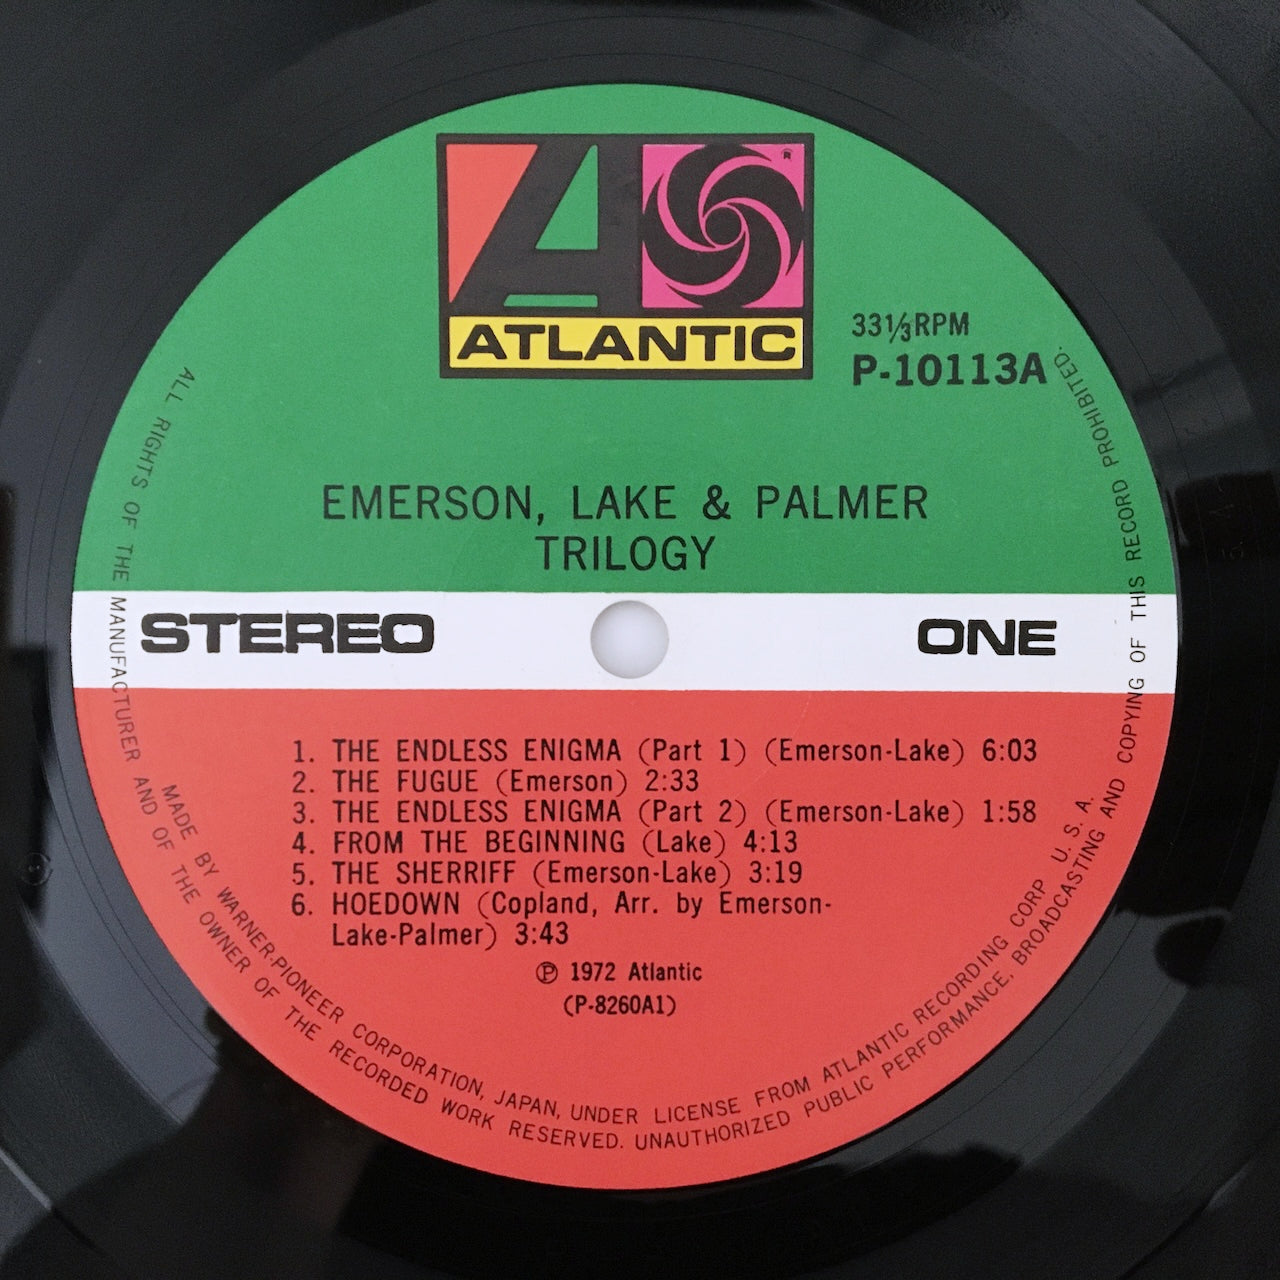 ATLANTIC
33⅓RPM
P-10113A
EMERSON, LAKE & PALMER
TRILOGY
STEREO
ONE
1. THE ENDLESS ENIGMA (Part 1) (Emerson-Lake) 6:03
2. THE FUGUE (Emerson) 2:33
3. THE ENDLESS ENIGMA (Part 2) (Emerson-Lake) 1:58
4. FROM THE BEGINNING (Lake) 4:13
5. THE SHERRIFF (Emerson-Lake) 3:19
6. HOEDOWN (Copland, Arr. by Emerson-
Lake-Palmer) 3:43
℗ 1972 Atlantic
(P-8260A1)
MADE BY WARNER-PIONEER CORPORATION, JAPAN, UNDER LICENSE FROM ATLANTIC RECORDING CORP U. S. A.
ALL RIGHTS OF THE MANUFACTURER AND OF THE OWNER OF THE RECORDED WORK RESERVED. UNAUTHORIZED PUBLIC PERFORMANCE, BROADCASTING AND COPYING OF THIS RECORD PROHIBITED.